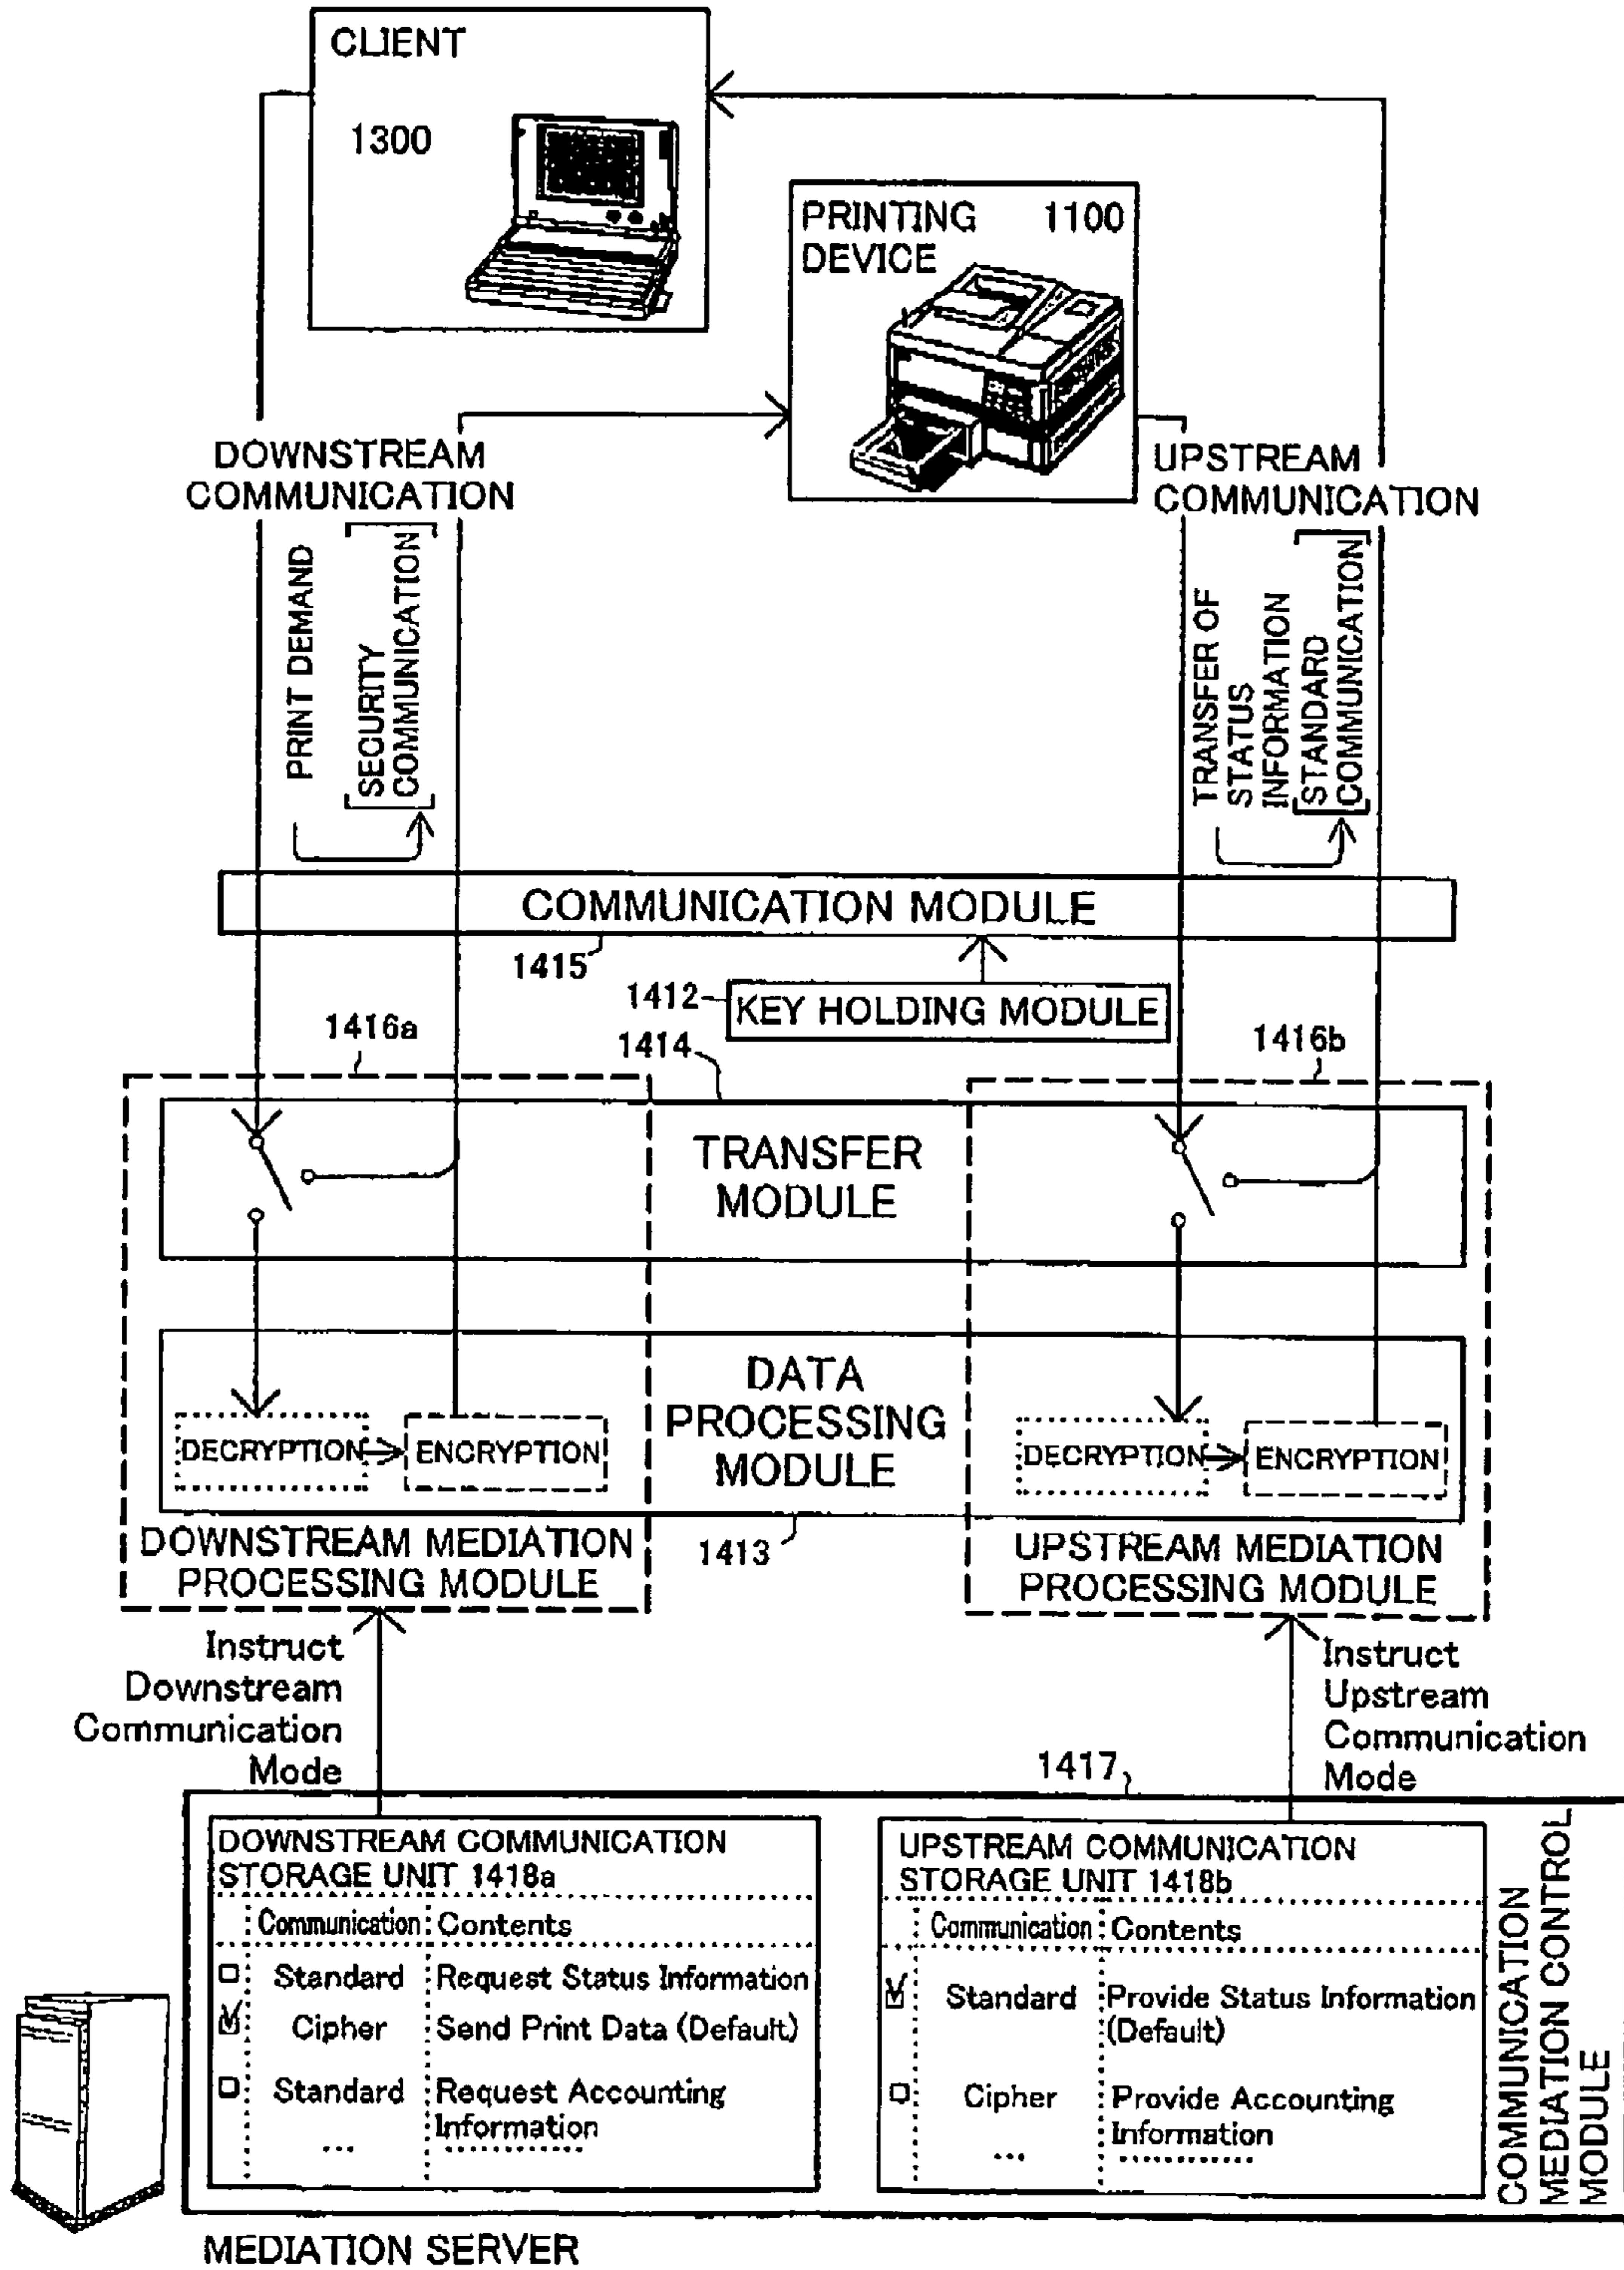 CLIENT
1300
PRINTING 1100
DEVICE
DOWNSTREAM
COMMUNICATION
UPSTREAM
COMMUNICATION
PRINT DEMAND
[SECURITY
COMMUNICATION]
TRANSFER OF
STATUS
INFORMATION
[STANDARD
COMMUNICATION]
COMMUNICATION MODULE
1415
1412
KEY HOLDING MODULE
1416a
1414
1416b
TRANSFER
MODULE
DATA
PROCESSING
MODULE
DECRYPTION
ENCRYPTION
DECRYPTION
ENCRYPTION
DOWNSTREAM MEDIATION
PROCESSING MODULE
1413
UPSTREAM MEDIATION
PROCESSING MODULE
Instruct
Downstream
Communication
Mode
Instruct
Upstream
Communication
Mode
1417
DOWNSTREAM COMMUNICATION
STORAGE UNIT 1418a
Communication Contents
Standard Request Status Information
Cipher Send Print Data (Default)
Standard Request Accounting
Information
...
UPSTREAM COMMUNICATION
STORAGE UNIT 1418b
Communication Contents
Standard Provide Status Information
(Default)
Cipher Provide Accounting
Information
...
COMMUNICATION
MEDIATION CONTROL
MODULE
MEDIATION SERVER